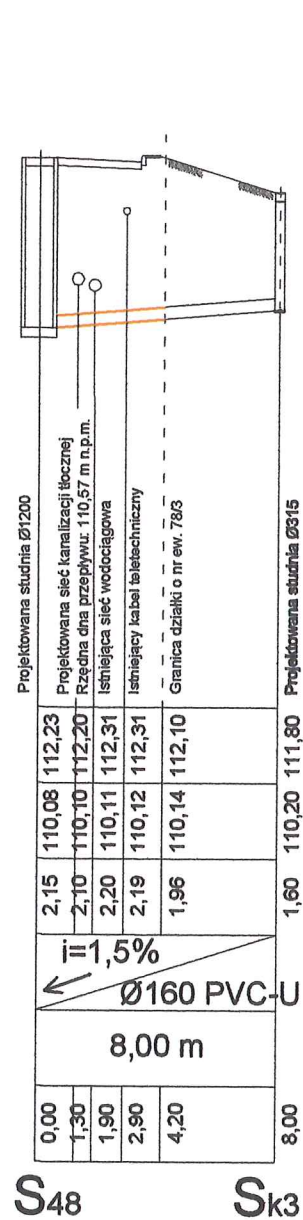 Projektowana studnia Ø1200
Projektowana sieć kanalizacji tłocznej
Rzędna dna przepływu: 110,57 m n.p.m.
Istniejąca sieć wodociągowa
Istniejący kabel teletechniczny
Granica działki o nr ew. 78/3
Projektowana studnia Ø315
112,23 112,20 112,31 112,31 112,10 111,80
110,08 110,10 110,11 110,12 110,14 110,20
2,15 2,10 2,20 2,19 1,96 1,60
i=1,5%
Ø160 PVC-U
8,00 m
0,00 1,30 1,90 2,90 4,20 8,00
S48 Sk3